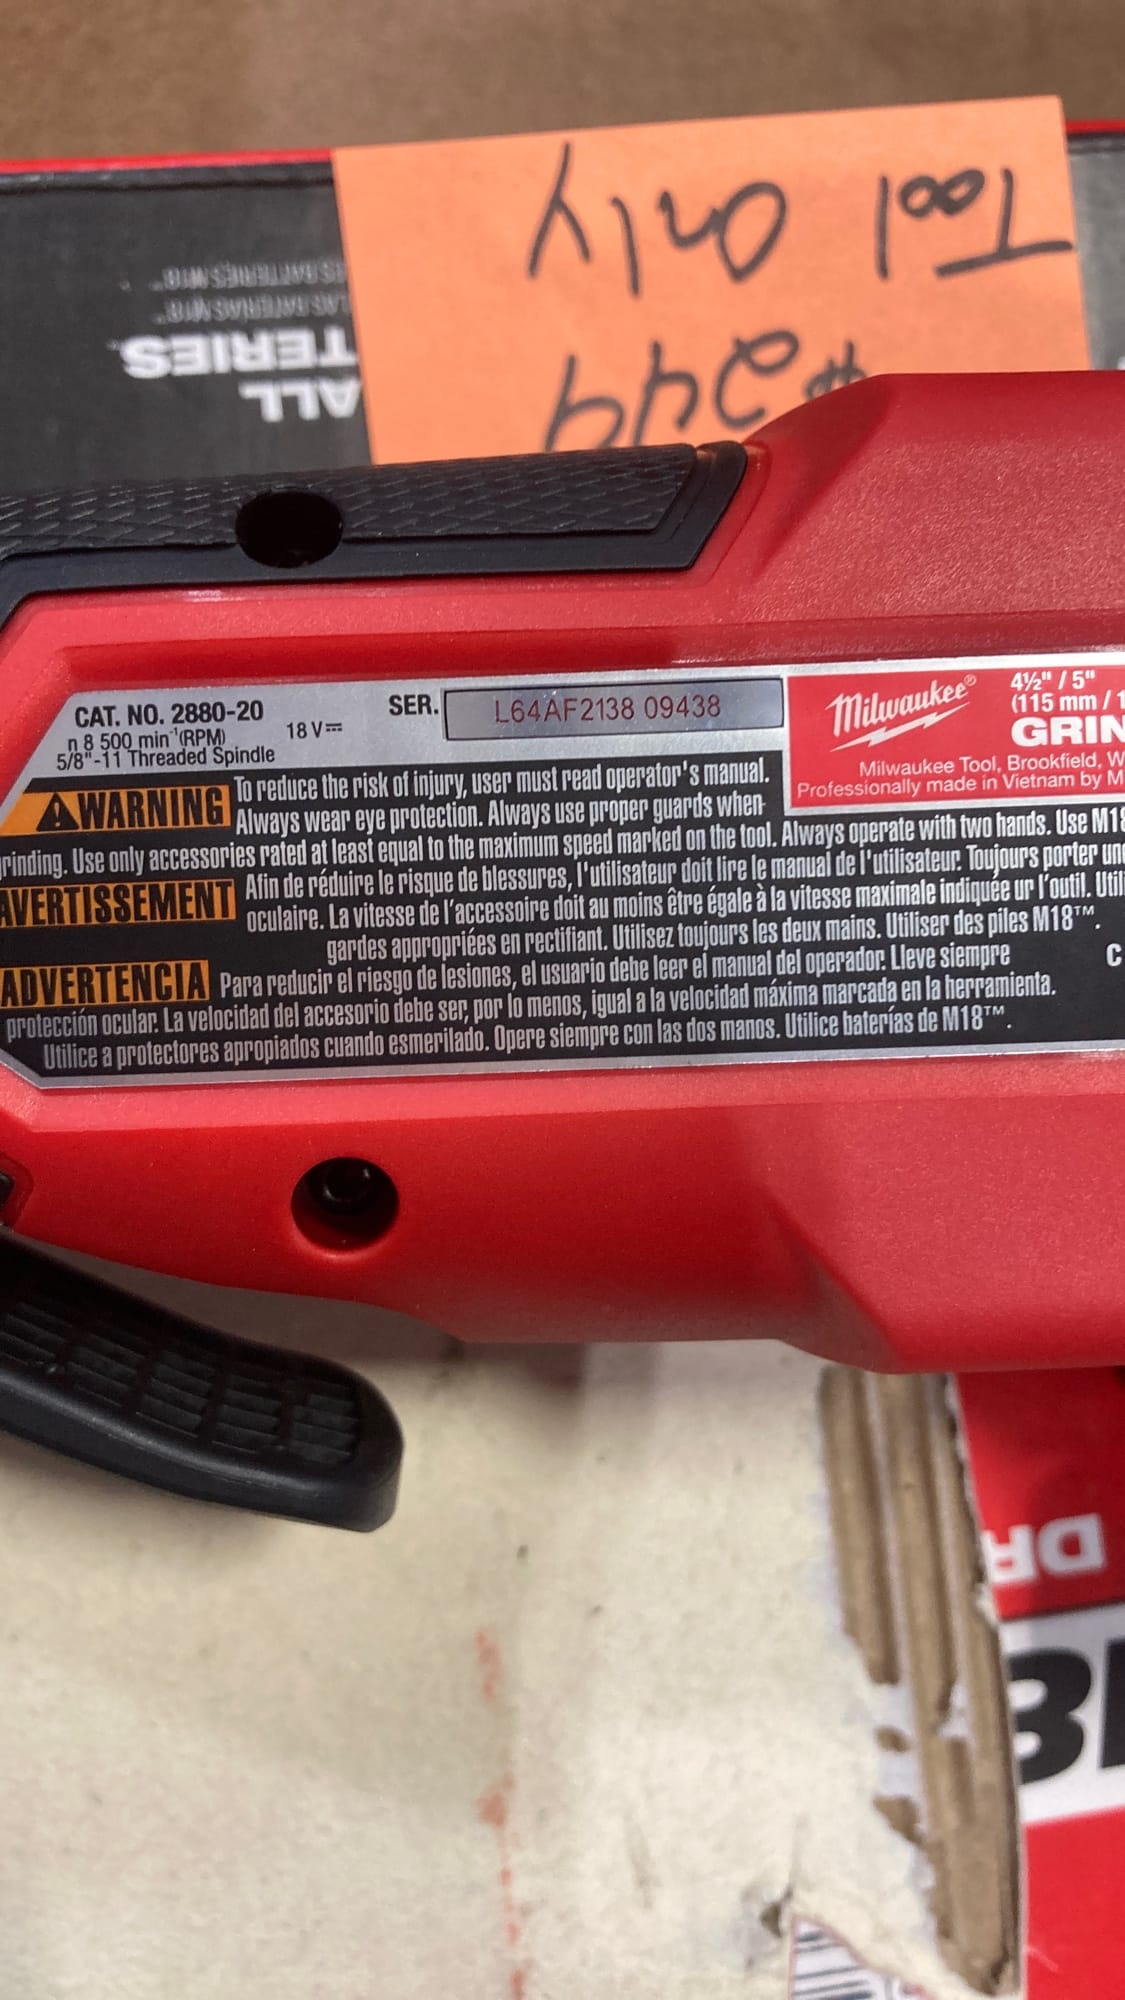 Tool Only
$249
ALL
TERIES
CAT. NO. 2880-20
n 8 500 min⁻¹(RPM)
18 V⎓
5/8"-11 Threaded Spindle
SER.
L64AF2138 09438
Milwaukee®
4½" / 5"
(115 mm / 1
GRIN
Milwaukee Tool, Brookfield, W
Professionally made in Vietnam by M
WARNING To reduce the risk of injury, user must read operator's manual.
Always wear eye protection. Always use proper guards when
rinding. Use only accessories rated at least equal to the maximum speed marked on the tool. Always operate with two hands. Use M18
AVERTISSEMENT Afin de réduire le risque de blessures, l'utilisateur doit lire le manual de l'utilisateur. Toujours porter une
oculaire. La vitesse de l'accessoire doit au moins être égale à la vitesse maximale indiquée ur l'outil. Util
gardes appropriées en rectifiant. Utilisez toujours les deux mains. Utiliser des piles M18™.
C
ADVERTENCIA Para reducir el riesgo de lesiones, el usuario debe leer el manual del operador. Lleve siempre
protección ocular. La velocidad del accesorio debe ser, por lo menos, igual a la velocidad máxima marcada en la herramienta.
Utilice a protectores apropiados cuando esmerilado. Opere siempre con las dos manos. Utilice baterías de M18™.
DR